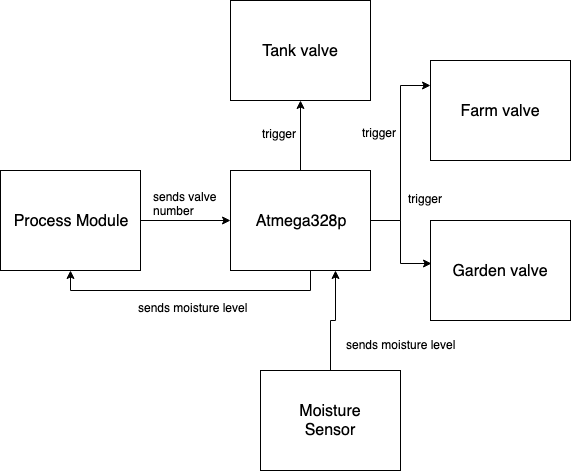 Tank valve
Farm valve
trigger
trigger
Process Module
sends valve
number
Atmega328p
trigger
Garden valve
sends moisture level
sends moisture level
Moisture
Sensor